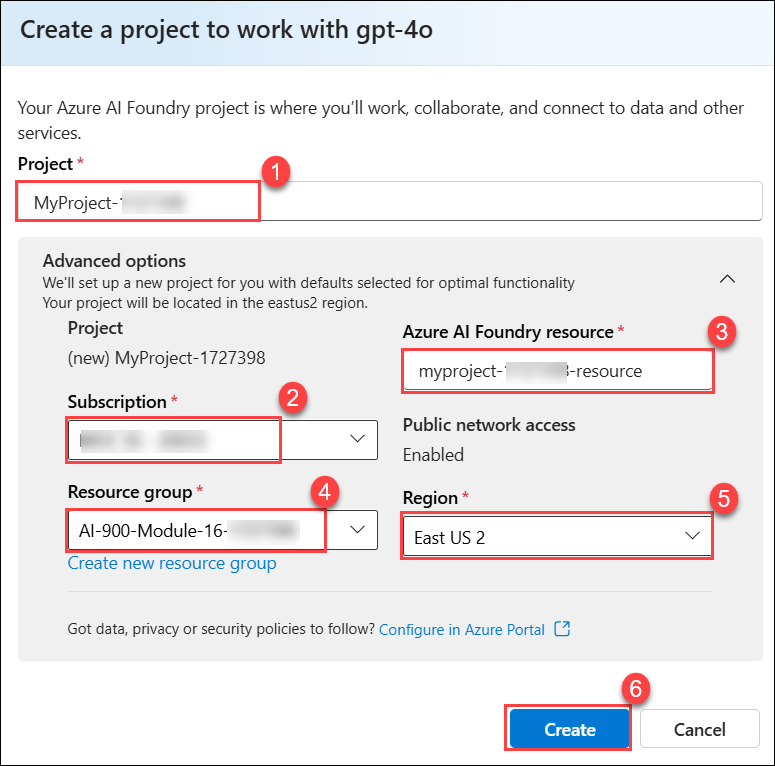 Create a project to work with gpt-4o
Your Azure AI Foundry project is where you'll work, collaborate, and connect to data and other
services.
Project *
1
MyProject-
Advanced options
We'll set up a new project for you with defaults selected for optimal functionality
Your project will be located in the eastus2 region.
Project
(new) MyProject-1727398
Azure AI Foundry resource *
3
myproject- -resource
Subscription *
2
Public network access
Enabled
Resource group *
4
AI-900-Module-16-
Create new resource group
Region *
5
East US 2
Got data, privacy or security policies to follow? Configure in Azure Portal
6
Create
Cancel